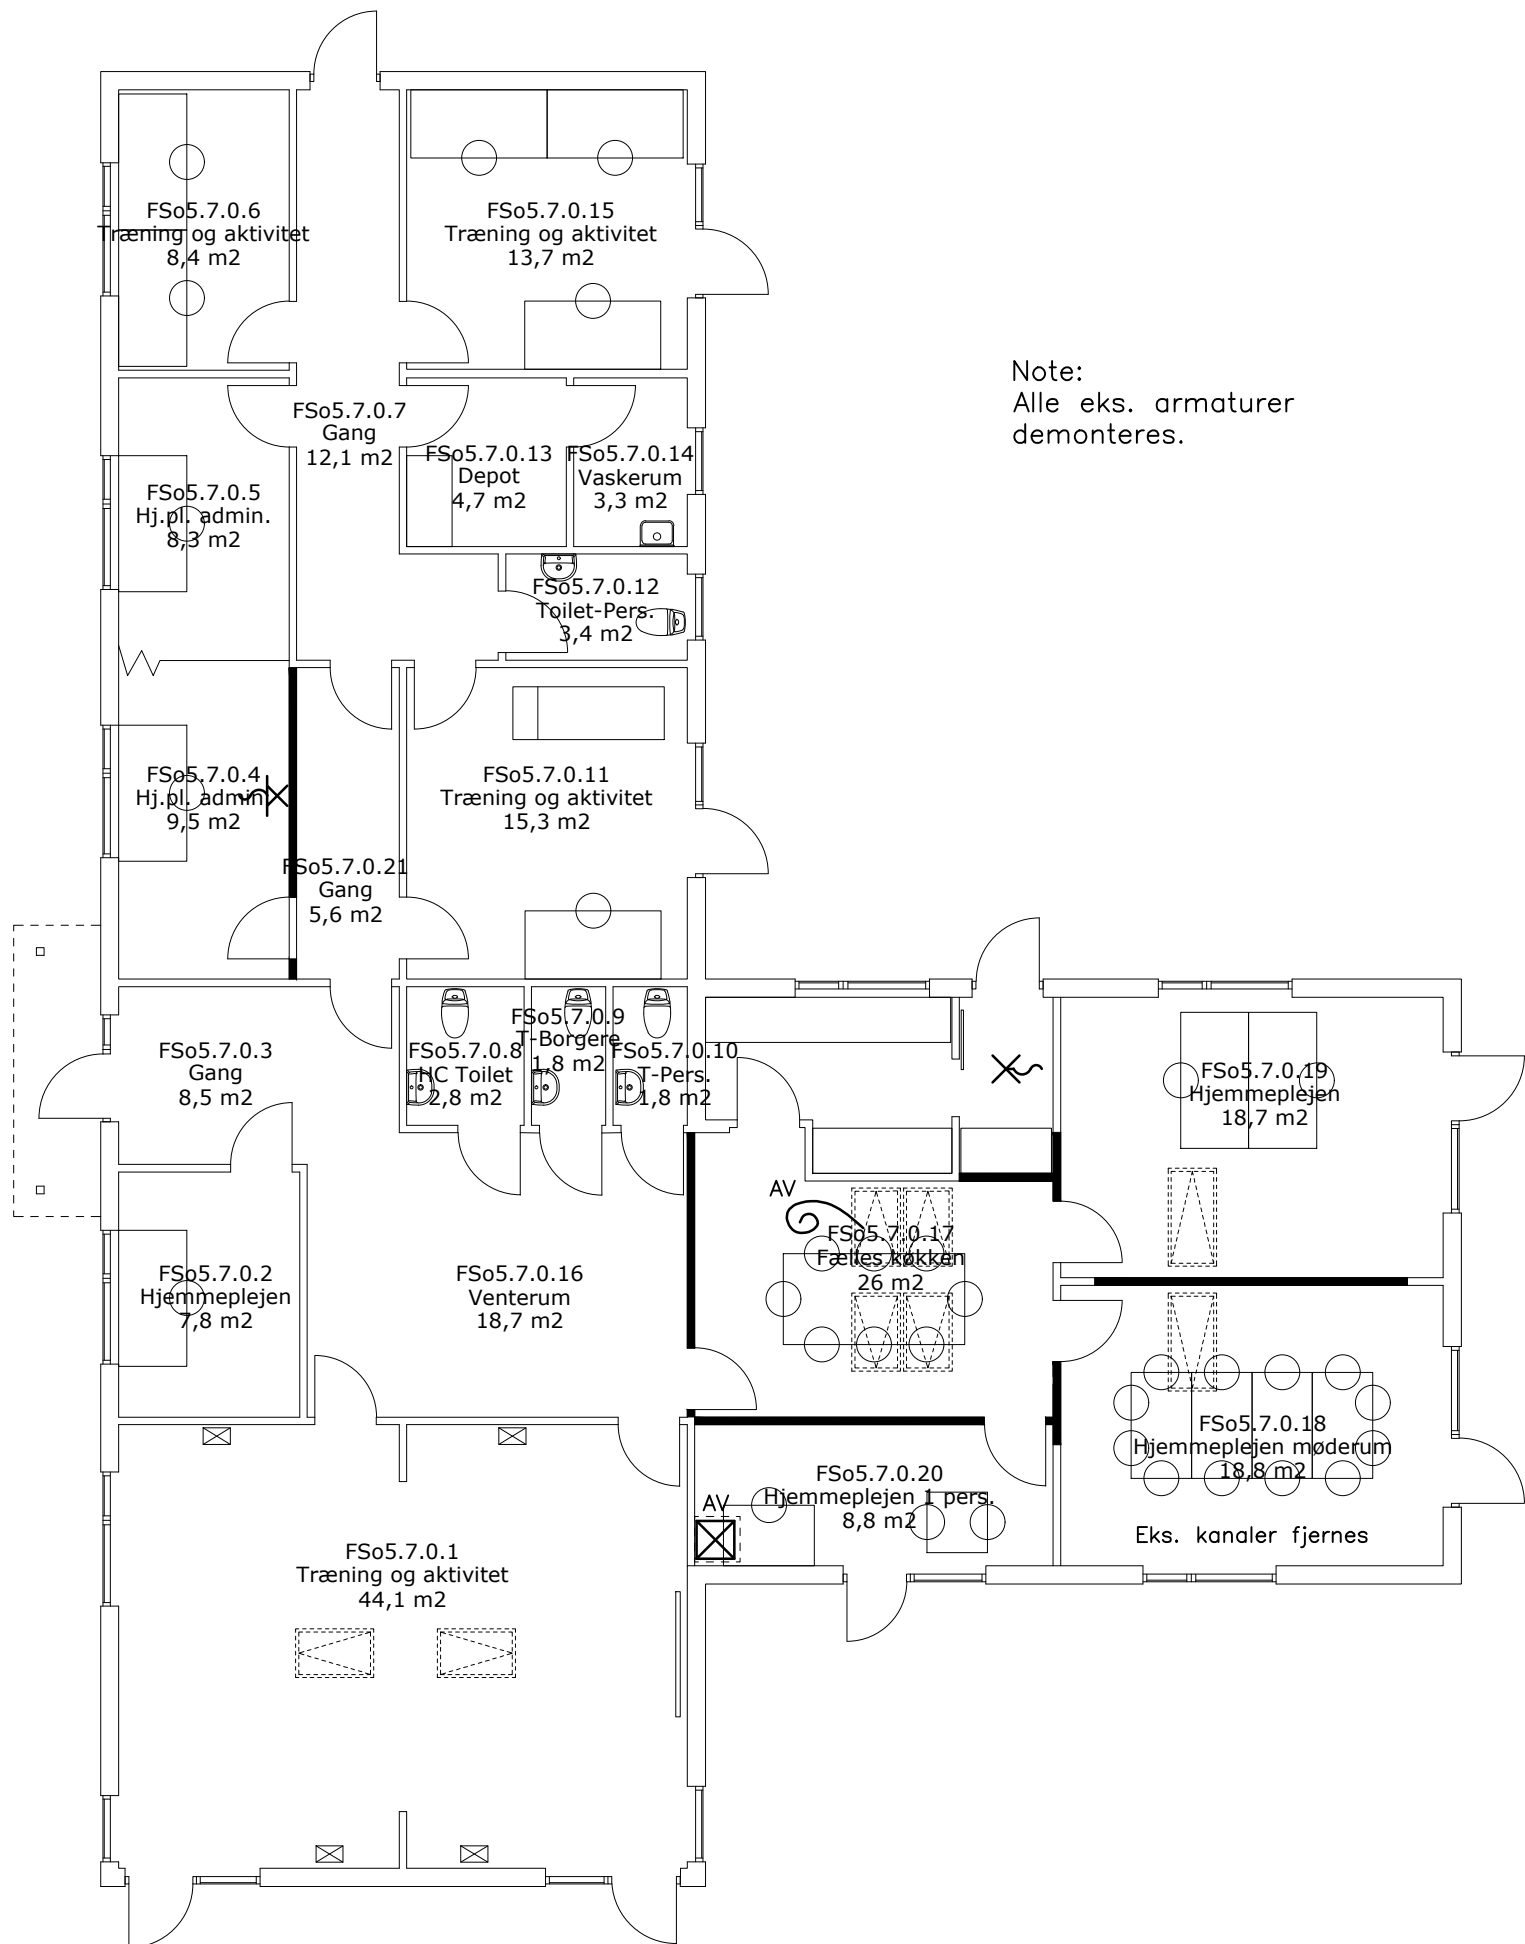 FSo5.7.0.6
Træning og aktivitet
8,4 m2
FSo5.7.0.15
Træning og aktivitet
13,7 m2
Note:
Alle eks. armaturer
demonteres.
FSo5.7.0.7
Gang
12,1 m2
FSo5.7.0.13
Depot
4,7 m2
FSo5.7.0.14
Vaskerum
3,3 m2
FSo5.7.0.5
Hj.pl. admin.
8,3 m2
FSo5.7.0.12
Toilet-Pers.
3,4 m2
FSo5.7.0.4
Hj.pl. admin
9,5 m2
FSo5.7.0.11
Træning og aktivitet
15,3 m2
FSo5.7.0.21
Gang
5,6 m2
FSo5.7.0.3
Gang
8,5 m2
FSo5.7.0.8
HC Toilet
2,8 m2
FSo5.7.0.9
T-Borgere
1,8 m2
FSo5.7.0.10
T-Pers.
1,8 m2
FSo5.7.0.19
Hjemmeplejen
18,7 m2
AV
FSo5.7.0.17
Fælles køkken
26 m2
FSo5.7.0.2
Hjemmeplejen
7,8 m2
FSo5.7.0.16
Venterum
18,7 m2
FSo5.7.0.18
Hjemmeplejen møderum
18,8 m2
Eks. kanaler fjernes
FSo5.7.0.20
Hjemmeplejen 1 pers.
8,8 m2
AV
FSo5.7.0.1
Træning og aktivitet
44,1 m2